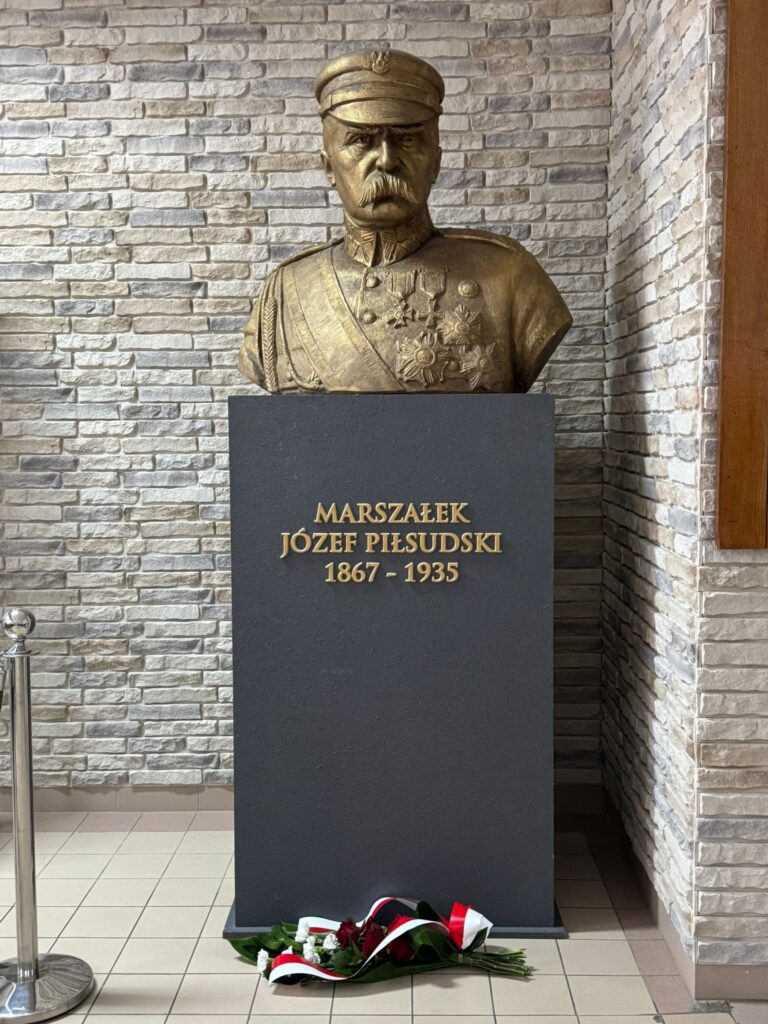 MARSZAŁEK
JÓZEF PIŁSUDSKI
1867 - 1935